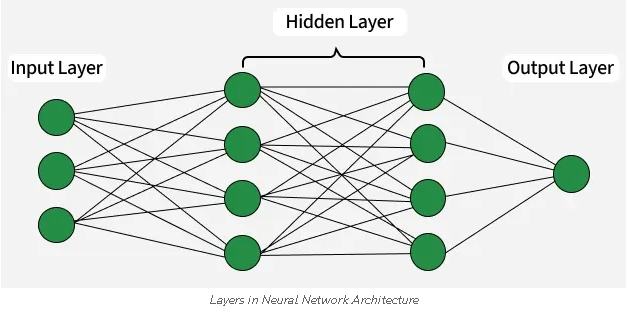 Hidden Layer
Input Layer
Output Layer
Layers in Neural Network Architecture